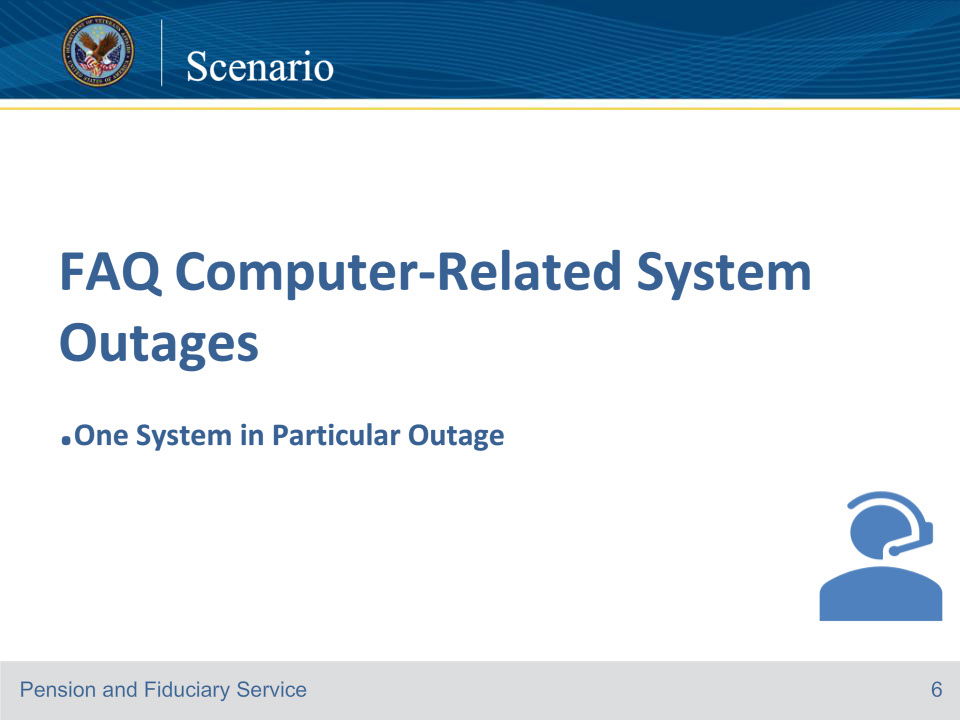 Scenario
FAQ Computer-Related System
Outages
.One System in Particular Outage
Pension and Fiduciary Service
6